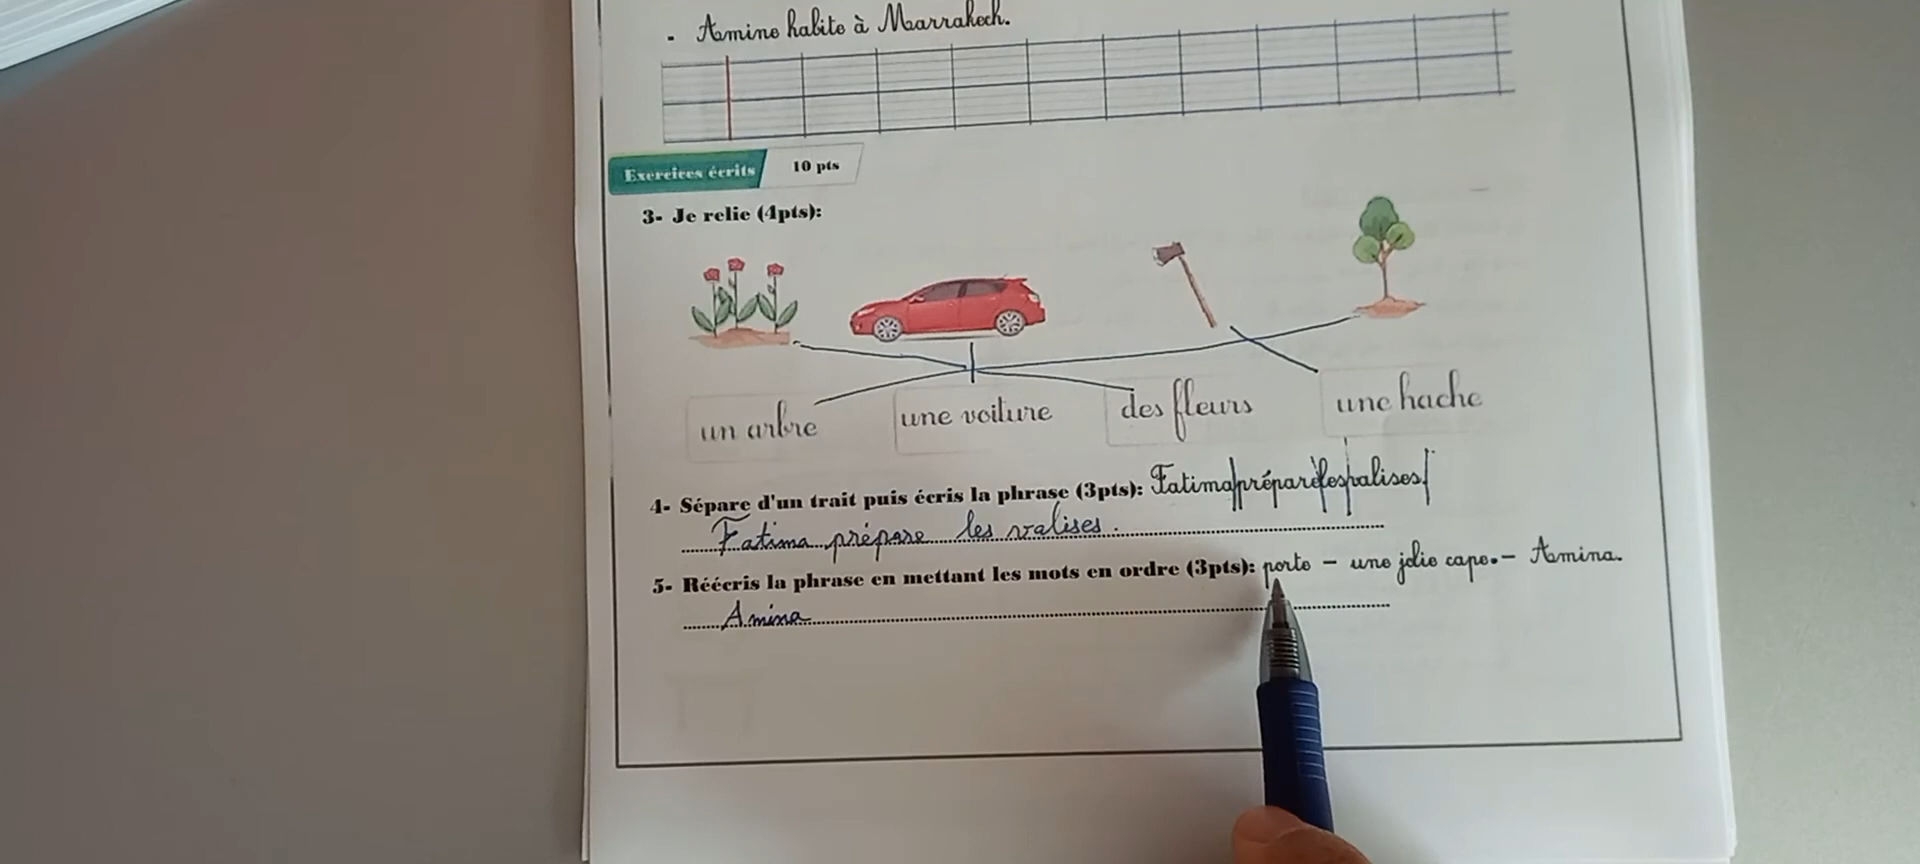 - Amine habite à Marrakech.
Exercices écrits 10 pts
3- Je relie (4pts):
un arbre une voiture des fleurs une hache
4- Sépare d'un trait puis écris la phrase (3pts): Fatima|prépare|les|valises|
Fatima prépare les valises.
5- Réécris la phrase en mettant les mots en ordre (3pts): porte - une jolie cape. - Amina.
Amina